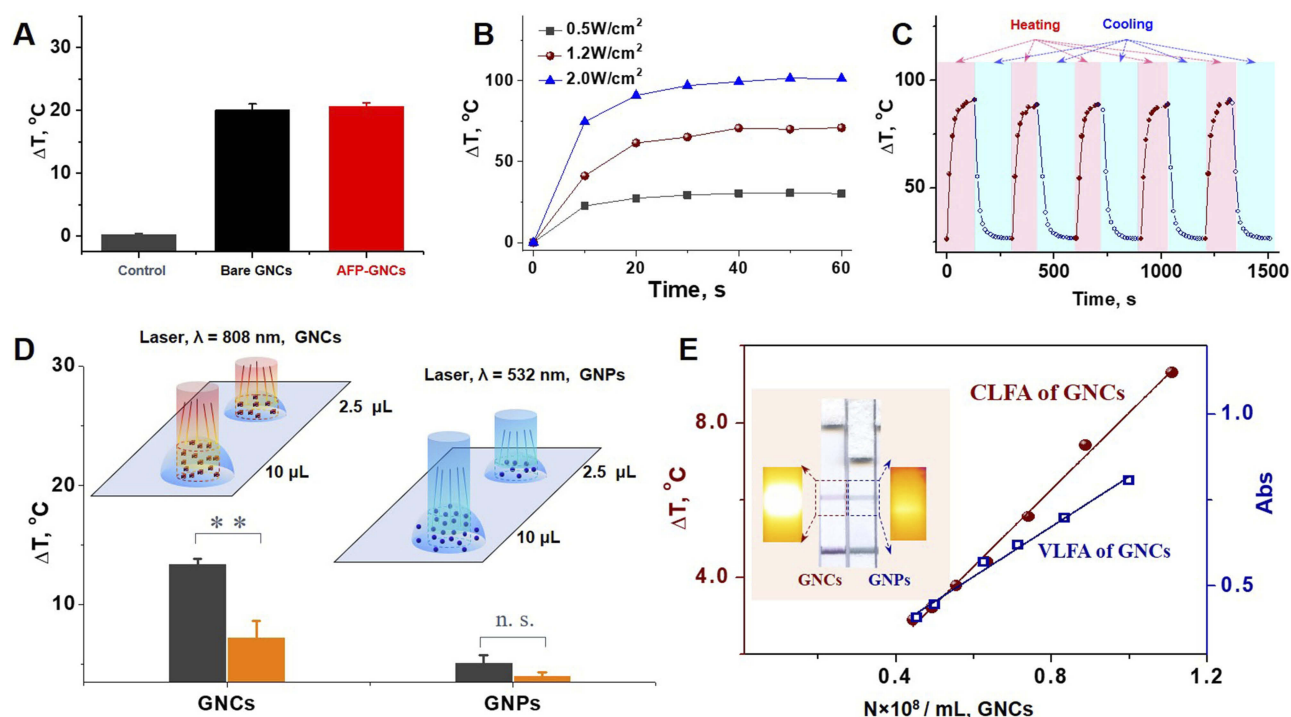 A
ΔT, °C
30
20
10
0
Control
Bare GNCs
AFP-GNCs
B
0.5W/cm²
1.2W/cm²
2.0W/cm²
ΔT, °C
100
75
50
25
0
0
20
40
60
Time, s
C
Heating
Cooling
ΔT, °C
100
50
0
500
1000
1500
Time, s
D
ΔT, °C
30
20
10
Laser, λ = 808 nm, GNCs
2.5 μL
10 μL
Laser, λ = 532 nm, GNPs
2.5 μL
10 μL
* *
n. s.
GNCs
GNPs
E
ΔT, °C
8.0
4.0
CLFA of GNCs
VLFA of GNCs
GNCs
GNPs
1.0
0.5
Abs
0.4
0.8
1.2
N×10⁸ / mL, GNCs